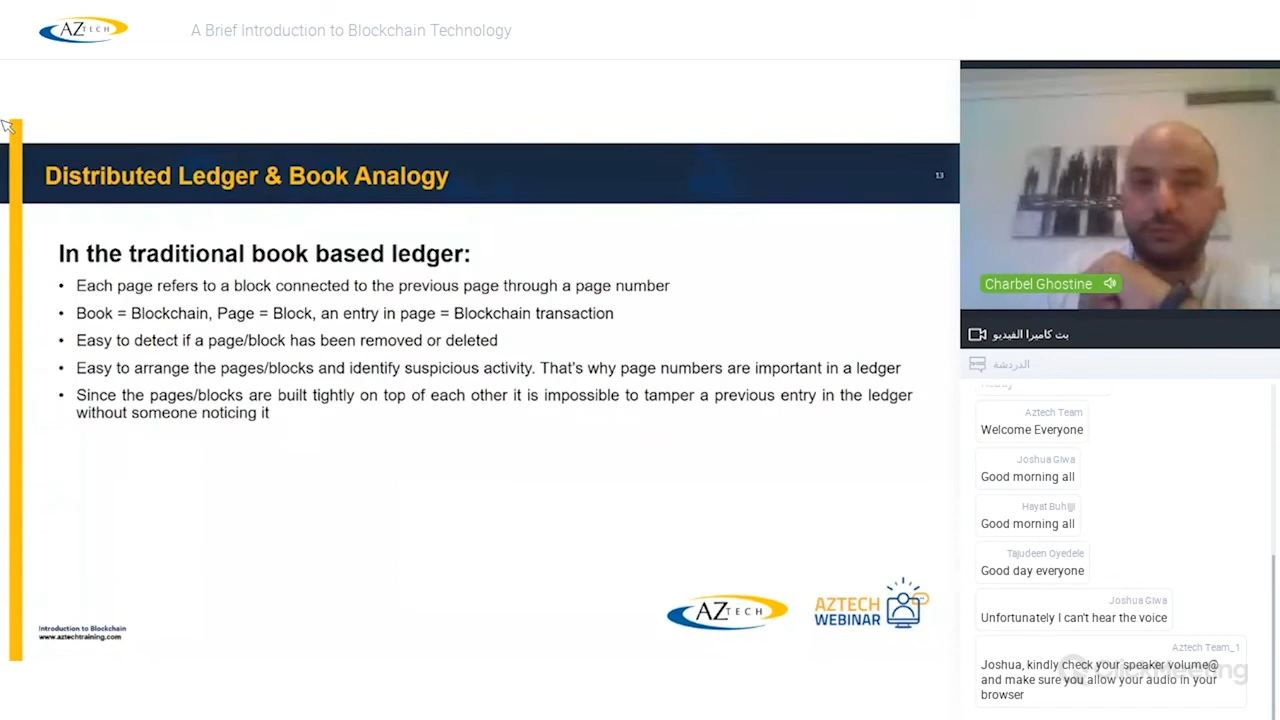 AZTECH
A Brief Introduction to Blockchain Technology
Distributed Ledger & Book Analogy
13
In the traditional book based ledger:
• Each page refers to a block connected to the previous page through a page number
• Book = Blockchain, Page = Block, an entry in page = Blockchain transaction
• Easy to detect if a page/block has been removed or deleted
• Easy to arrange the pages/blocks and identify suspicious activity. That's why page numbers are important in a ledger
• Since the pages/blocks are built tightly on top of each other it is impossible to tamper a previous entry in the ledger
without someone noticing it
Introduction to Blockchain
www.aztechtraining.com
AZTECH
AZTECH
WEBINAR
Charbel Ghostine
بث كاميرا الفيديو
الدردشة
Aztech Team
Welcome Everyone
Joshua Giwa
Good morning all
Hayat Buhijji
Good morning all
Tajudeen Oyedele
Good day everyone
Joshua Giwa
Unfortunately I can't hear the voice
Aztech Team_1
Joshua, kindly check your speaker volume@
and make sure you allow your audio in your
browser
ClickMeeting